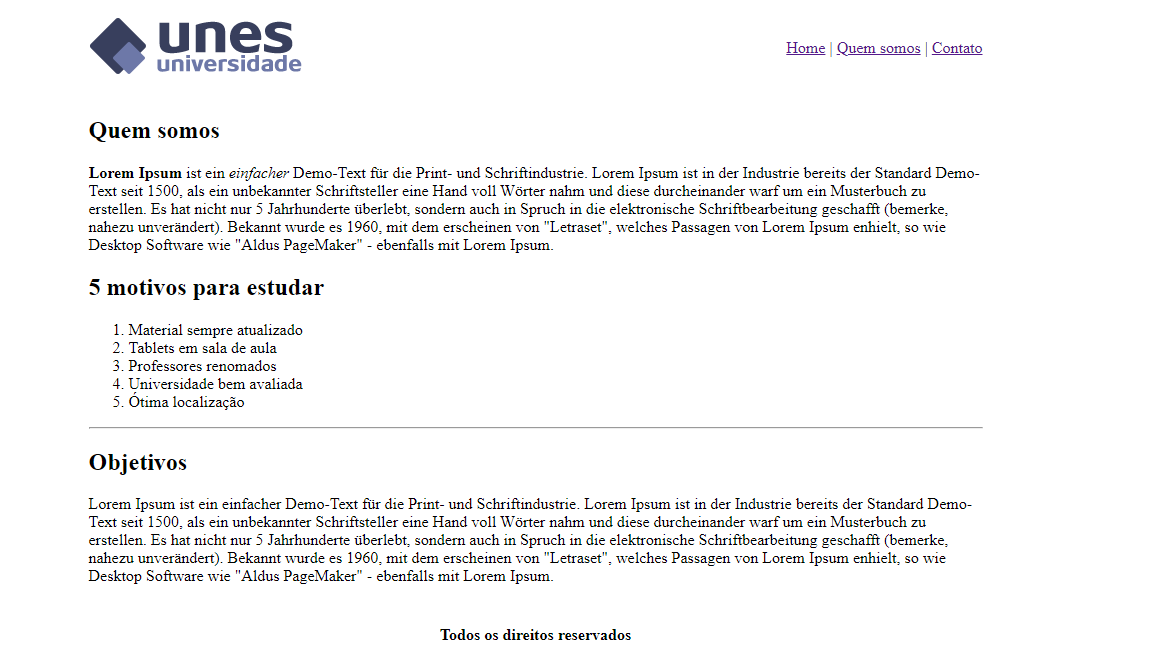 unes
universidade
Home | Quem somos | Contato
Quem somos
Lorem Ipsum ist ein einfacher Demo-Text für die Print- und Schriftindustrie. Lorem Ipsum ist in der Industrie bereits der Standard Demo-
Text seit 1500, als ein unbekannter Schriftsteller eine Hand voll Wörter nahm und diese durcheinander warf um ein Musterbuch zu
erstellen. Es hat nicht nur 5 Jahrhunderte überlebt, sondern auch in Spruch in die elektronische Schriftbearbeitung geschafft (bemerke,
nahezu unverändert). Bekannt wurde es 1960, mit dem erscheinen von "Letraset", welches Passagen von Lorem Ipsum enhielt, so wie
Desktop Software wie "Aldus PageMaker" - ebenfalls mit Lorem Ipsum.
5 motivos para estudar
1. Material sempre atualizado
2. Tablets em sala de aula
3. Professores renomados
4. Universidade bem avaliada
5. Ótima localização
Objetivos
Lorem Ipsum ist ein einfacher Demo-Text für die Print- und Schriftindustrie. Lorem Ipsum ist in der Industrie bereits der Standard Demo-
Text seit 1500, als ein unbekannter Schriftsteller eine Hand voll Wörter nahm und diese durcheinander warf um ein Musterbuch zu
erstellen. Es hat nicht nur 5 Jahrhunderte überlebt, sondern auch in Spruch in die elektronische Schriftbearbeitung geschafft (bemerke,
nahezu unverändert). Bekannt wurde es 1960, mit dem erscheinen von "Letraset", welches Passagen von Lorem Ipsum enhielt, so wie
Desktop Software wie "Aldus PageMaker" - ebenfalls mit Lorem Ipsum.
Todos os direitos reservados